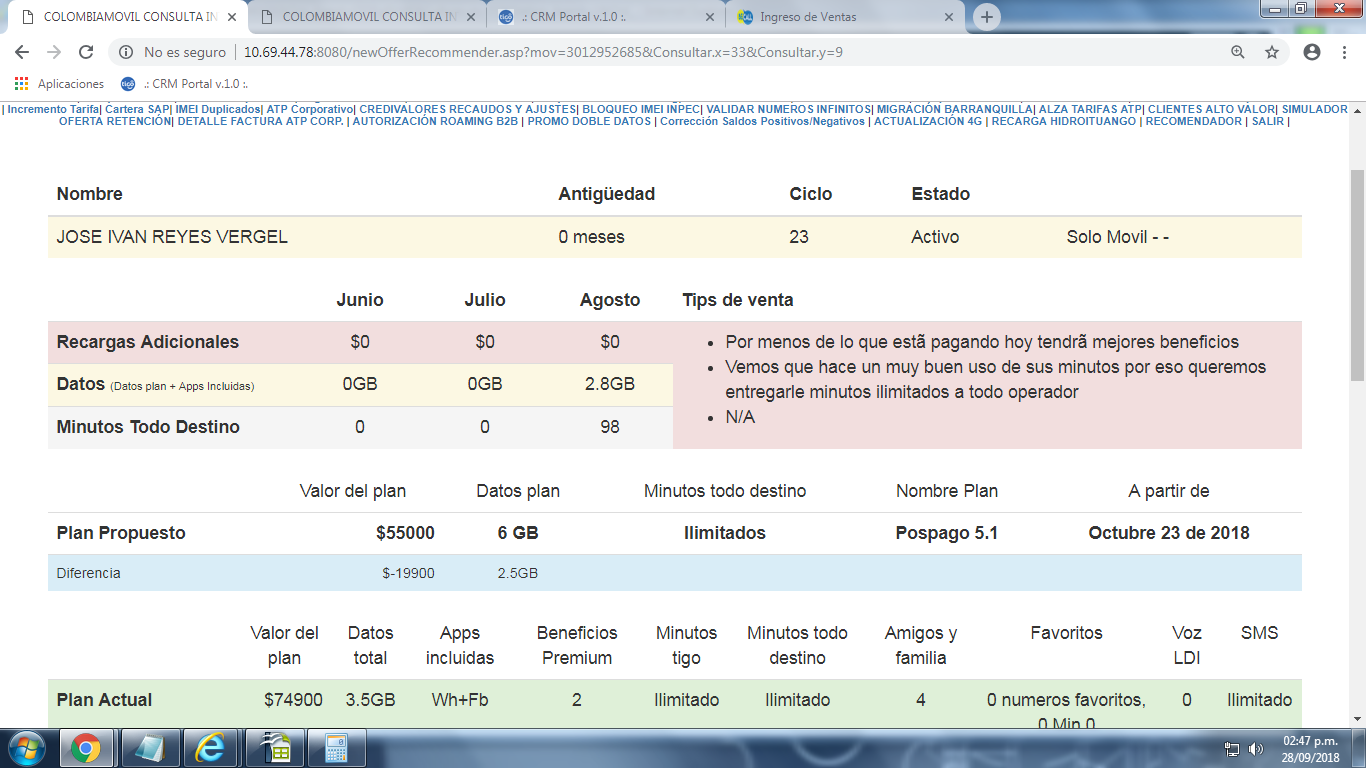 COLOMBIAMOVIL CONSULTA IN
COLOMBIAMOVIL CONSULTA IN
.: CRM Portal v.1.0 :.
Ingreso de Ventas
No es seguro | 10.69.44.78:8080/newOfferRecommender.asp?mov=3012952685&Consultar.x=33&Consultar.y=9
Aplicaciones .: CRM Portal v.1.0 :.
| Incremento Tarifa| Cartera SAP| IMEI Duplicados| ATP Corporativo| CREDIVALORES RECAUDOS Y AJUSTES| BLOQUEO IMEI INPEC| VALIDAR NUMEROS INFINITOS| MIGRACIÓN BARRANQUILLA| ALZA TARIFAS ATP| CLIENTES ALTO VALOR| SIMULADOR
OFERTA RETENCIÓN| DETALLE FACTURA ATP CORP. | AUTORIZACIÓN ROAMING B2B | PROMO DOBLE DATOS | Corrección Saldos Positivos/Negativos | ACTUALIZACIÓN 4G | RECARGA HIDROITUANGO | RECOMENDADOR | SALIR |
Nombre Antigüedad Ciclo Estado
JOSE IVAN REYES VERGEL 0 meses 23 Activo Solo Movil - -
Junio Julio Agosto Tips de venta
Recargas Adicionales $0 $0 $0
Datos (Datos plan + Apps Incluidas) 0GB 0GB 2.8GB
Minutos Todo Destino 0 0 98
• Por menos de lo que estã pagando hoy tendrã mejores beneficios
• Vemos que hace un muy buen uso de sus minutos por eso queremos
entregarle minutos ilimitados a todo operador
• N/A
Valor del plan Datos plan Minutos todo destino Nombre Plan A partir de
Plan Propuesto $55000 6 GB Ilimitados Pospago 5.1 Octubre 23 de 2018
Diferencia $-19900 2.5GB
Valor del plan Datos total Apps incluidas Beneficios Premium Minutos tigo Minutos todo destino Amigos y familia Favoritos Voz LDI SMS
Plan Actual $74900 3.5GB Wh+Fb 2 Ilimitado Ilimitado 4 0 numeros favoritos, 0 Ilimitado
0 Min 0
02:47 p.m.
28/09/2018